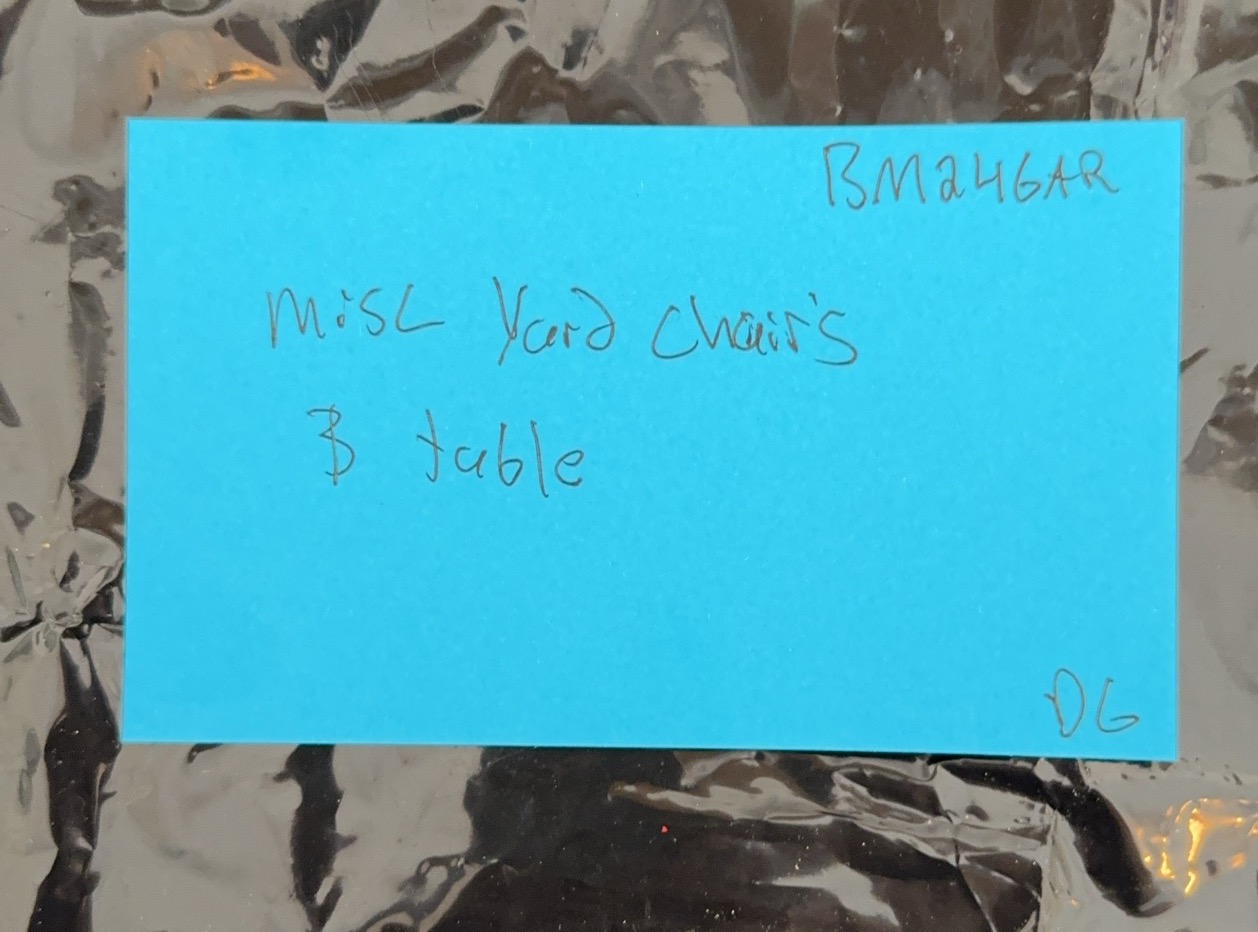 BM246AR
Misc Yard Chair's
& table
DG